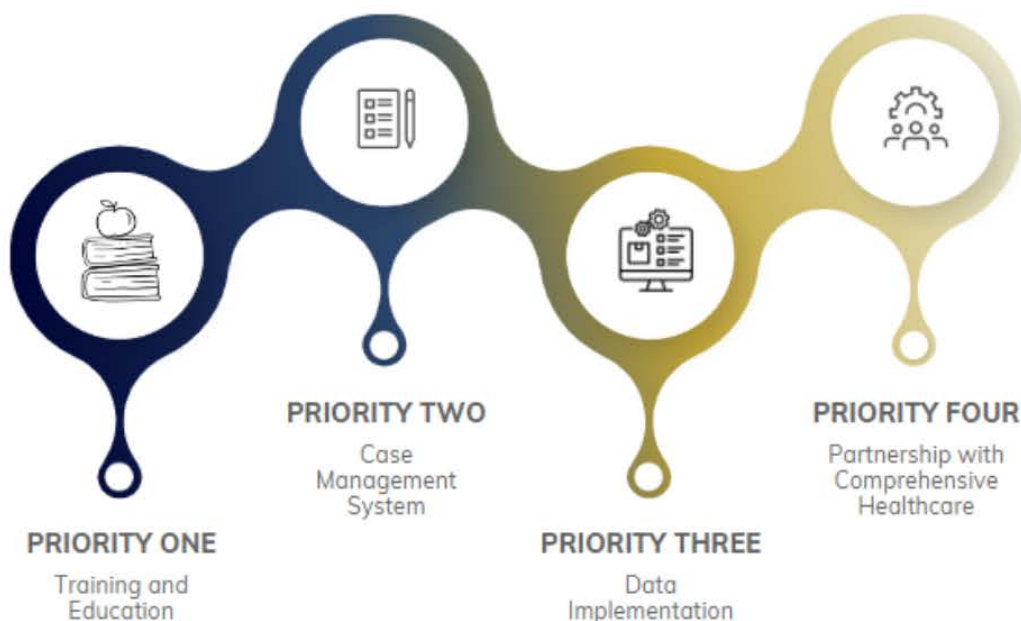 PRIORITY ONE
Training and
Education
PRIORITY TWO
Case
Management
System
PRIORITY THREE
Data
Implementation
PRIORITY FOUR
Partnership with
Comprehensive
Healthcare